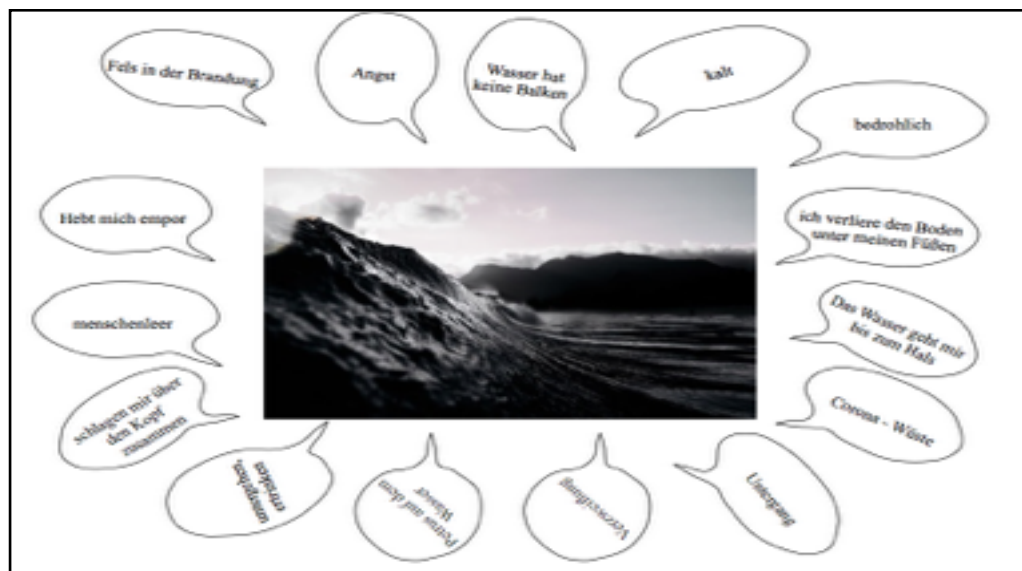 Fels in der Brandung
Angst
Wasser hat
keine Balken
kalt
bedrohlich
Hebt mich empor
ich verliere den Boden
unter meinen Füßen
menschenleer
Das Wasser geht mir
bis zum Hals
schlagen mir über
den Kopf
zusammen
Corona - Wüste
untergehen,
ertrinken
Petrus auf dem
Wasser
Verzweiflung
Untergang